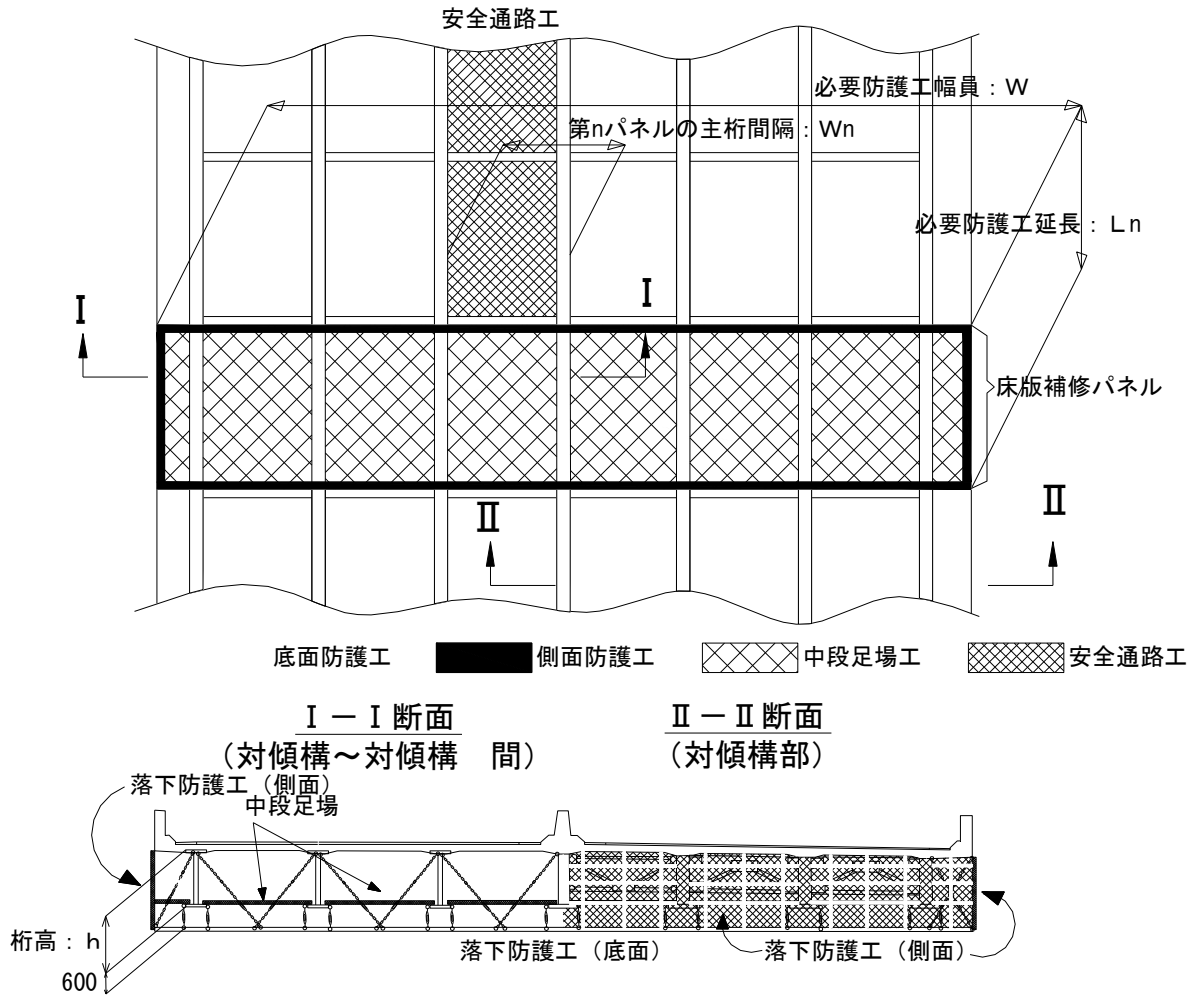 安全通路工
必要防護工幅員：Ｗ
第nパネルの主桁間隔：Ｗn
必要防護工延長：Ｌn
Ⅰ
Ⅰ
床版補修パネル
Ⅱ
Ⅱ
底面防護工
側面防護工
中段足場工
安全通路工
Ⅰ－Ⅰ断面
（対傾構～対傾構　間）
Ⅱ－Ⅱ断面
（対傾構部）
落下防護工（側面）
中段足場
桁高：ｈ
600
落下防護工（底面）
落下防護工（側面）